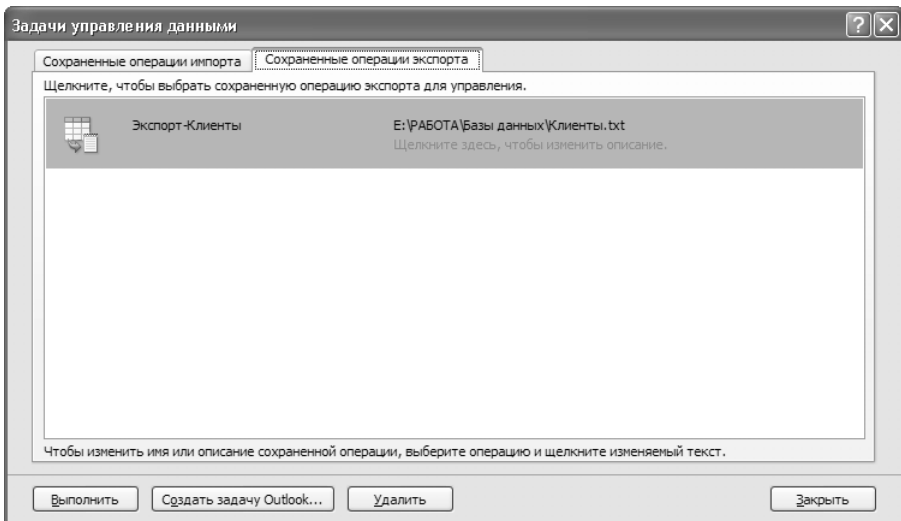 Задачи управления данными
Сохраненные операции импорта Сохраненные операции экспорта
Щелкните, чтобы выбрать сохраненную операцию экспорта для управления.
Экспорт-Клиенты E:\РАБОТА\Базы данных\Клиенты.txt
Щелкните здесь, чтобы изменить описание.
Чтобы изменить имя или описание сохраненной операции, выберите операцию и щелкните изменяемый текст.
Выполнить Создать задачу Outlook... Удалить Закрыть